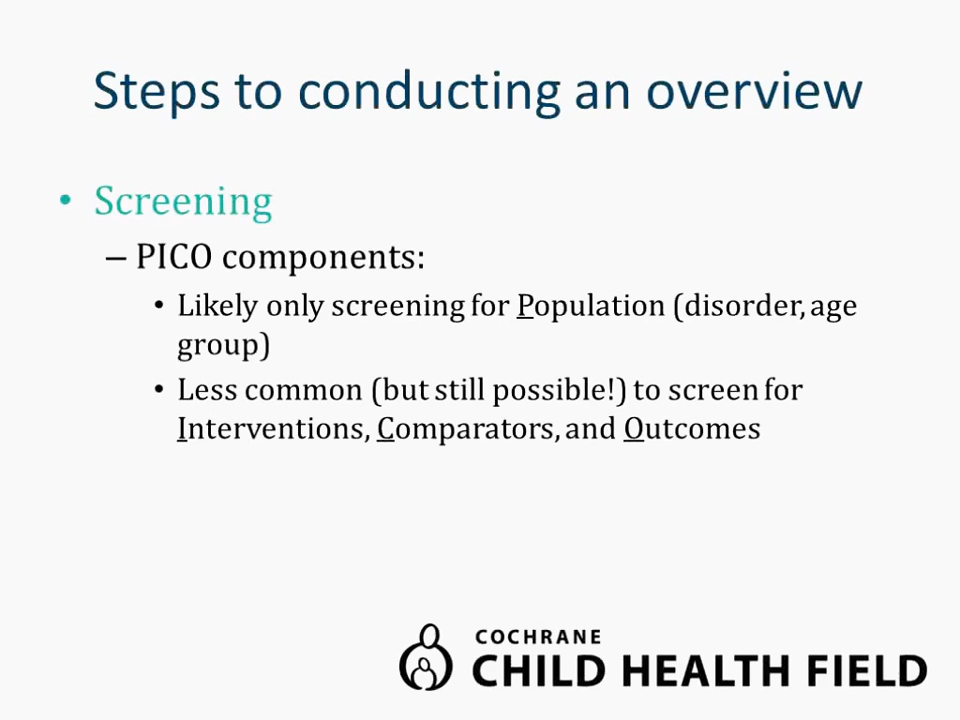 Steps to conducting an overview
• Screening
– PICO components:
• Likely only screening for Population (disorder, age
group)
• Less common (but still possible!) to screen for
Interventions, Comparators, and Outcomes
COCHRANE
CHILD HEALTH FIELD